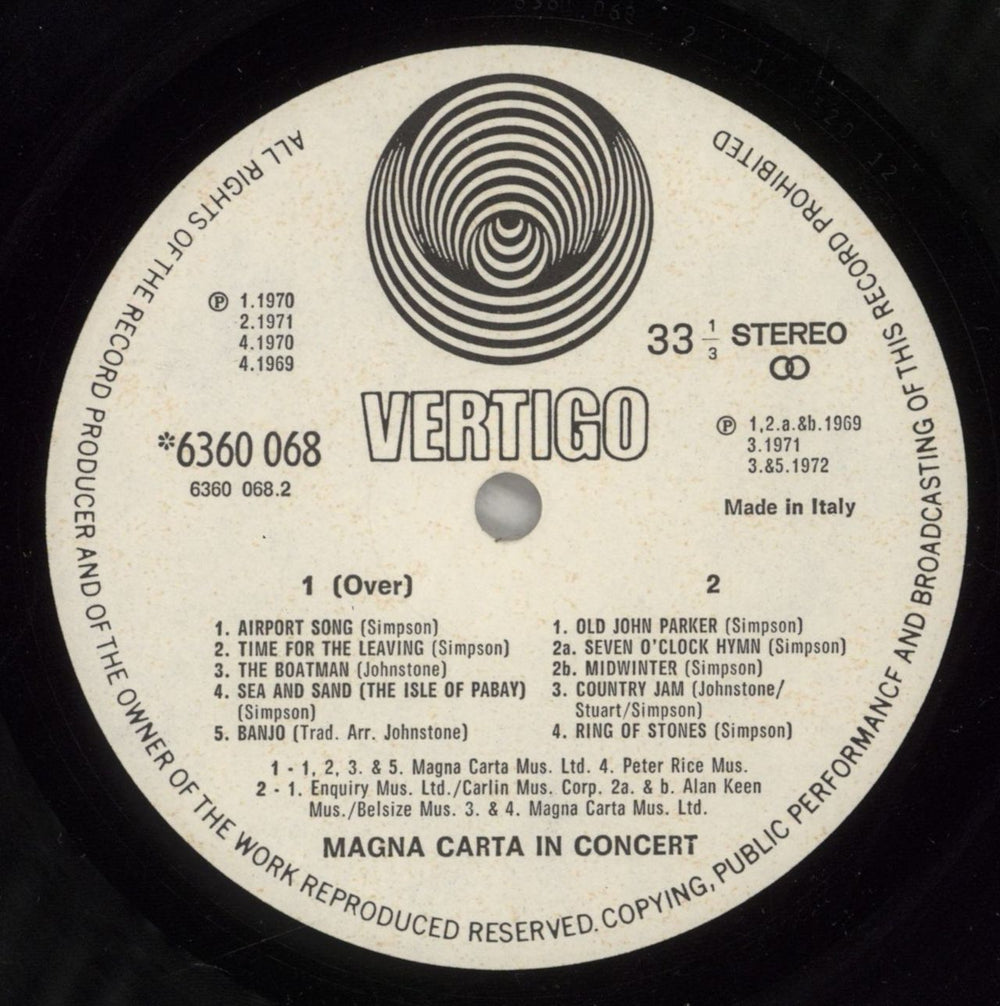 ALL RIGHTS OF THE RECORD PRODUCER AND OF THE OWNER OF THE WORK REPRODUCED RESERVED. COPYING, PUBLIC PERFORMANCE AND BROADCASTING OF THIS RECORD PROHIBITED
Ⓟ 1.1970
2.1971
4.1970
4.1969
33 1/3 STEREO
VERTIGO
*6360 068
6360 068.2
Ⓟ 1,2.a.&b.1969
3.1971
3.&5.1972
Made in Italy
1 (Over)
1. AIRPORT SONG (Simpson)
2. TIME FOR THE LEAVING (Simpson)
3. THE BOATMAN (Johnstone)
4. SEA AND SAND (THE ISLE OF PABAY)
(Simpson)
5. BANJO (Trad. Arr. Johnstone)
2
1. OLD JOHN PARKER (Simpson)
2a. SEVEN O'CLOCK HYMN (Simpson)
2b. MIDWINTER (Simpson)
3. COUNTRY JAM (Johnstone/
Stuart/Simpson)
4. RING OF STONES (Simpson)
1 - 1, 2, 3. & 5. Magna Carta Mus. Ltd. 4. Peter Rice Mus.
2 - 1. Enquiry Mus. Ltd./Carlin Mus. Corp. 2a. & b. Alan Keen
Mus./Belsize Mus. 3. & 4. Magna Carta Mus. Ltd.
MAGNA CARTA IN CONCERT